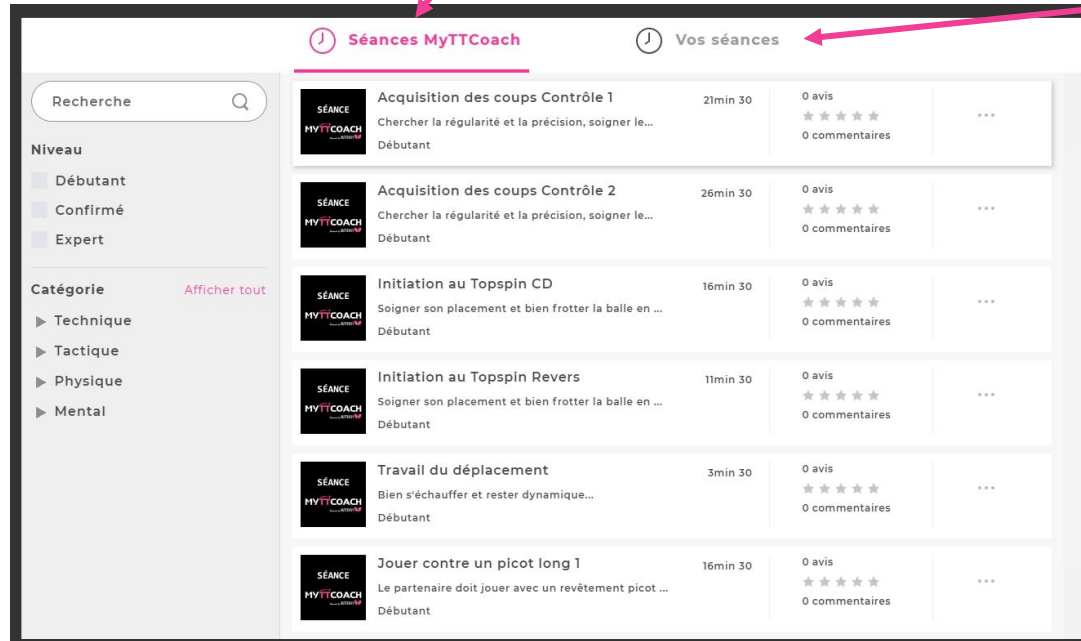 Séances MyTTCoach
Vos séances
Recherche
Niveau
Débutant
Confirmé
Expert
Catégorie Afficher tout
Technique
Tactique
Physique
Mental
SÉANCE
MYTTCOACH
Acquisition des coups Contrôle 1
Chercher la régularité et la précision, soigner le...
Débutant
21min 30
0 avis
0 commentaires
...
SÉANCE
MYTTCOACH
Acquisition des coups Contrôle 2
Chercher la régularité et la précision, soigner le...
Débutant
26min 30
0 avis
0 commentaires
...
SÉANCE
MYTTCOACH
Initiation au Topspin CD
Soigner son placement et bien frotter la balle en ...
Débutant
16min 30
0 avis
0 commentaires
...
SÉANCE
MYTTCOACH
Initiation au Topspin Revers
Soigner son placement et bien frotter la balle en ...
Débutant
11min 30
0 avis
0 commentaires
...
SÉANCE
MYTTCOACH
Travail du déplacement
Bien s'échauffer et rester dynamique...
Débutant
3min 30
0 avis
0 commentaires
...
SÉANCE
MYTTCOACH
Jouer contre un picot long 1
Le partenaire doit jouer avec un revêtement picot ...
Débutant
16min 30
0 avis
0 commentaires
...